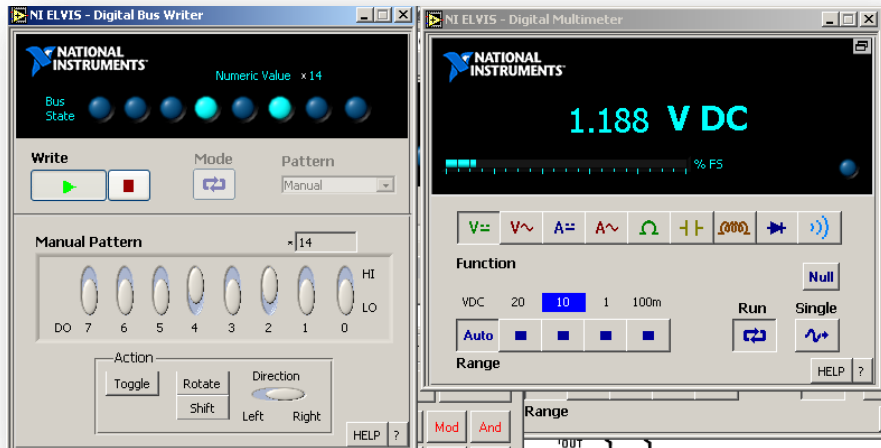 NI ELVIS - Digital Bus Writer
NATIONAL
INSTRUMENTS
Numeric Value × 14
Bus
State
Write
Mode
Pattern
Manual
Manual Pattern
× 14
HI
LO
DO 7 6 5 4 3 2 1 0
Action
Toggle
Rotate
Shift
Direction
Left Right
HELP ?
NI ELVIS - Digital Multimeter
NATIONAL
INSTRUMENTS
1.188 V DC
% FS
V= V~ A= A~ Ω
Function
Null
VDC 20 10 1 100m
Run Single
Auto
Range
HELP ?
Range
Mod And
'OUT